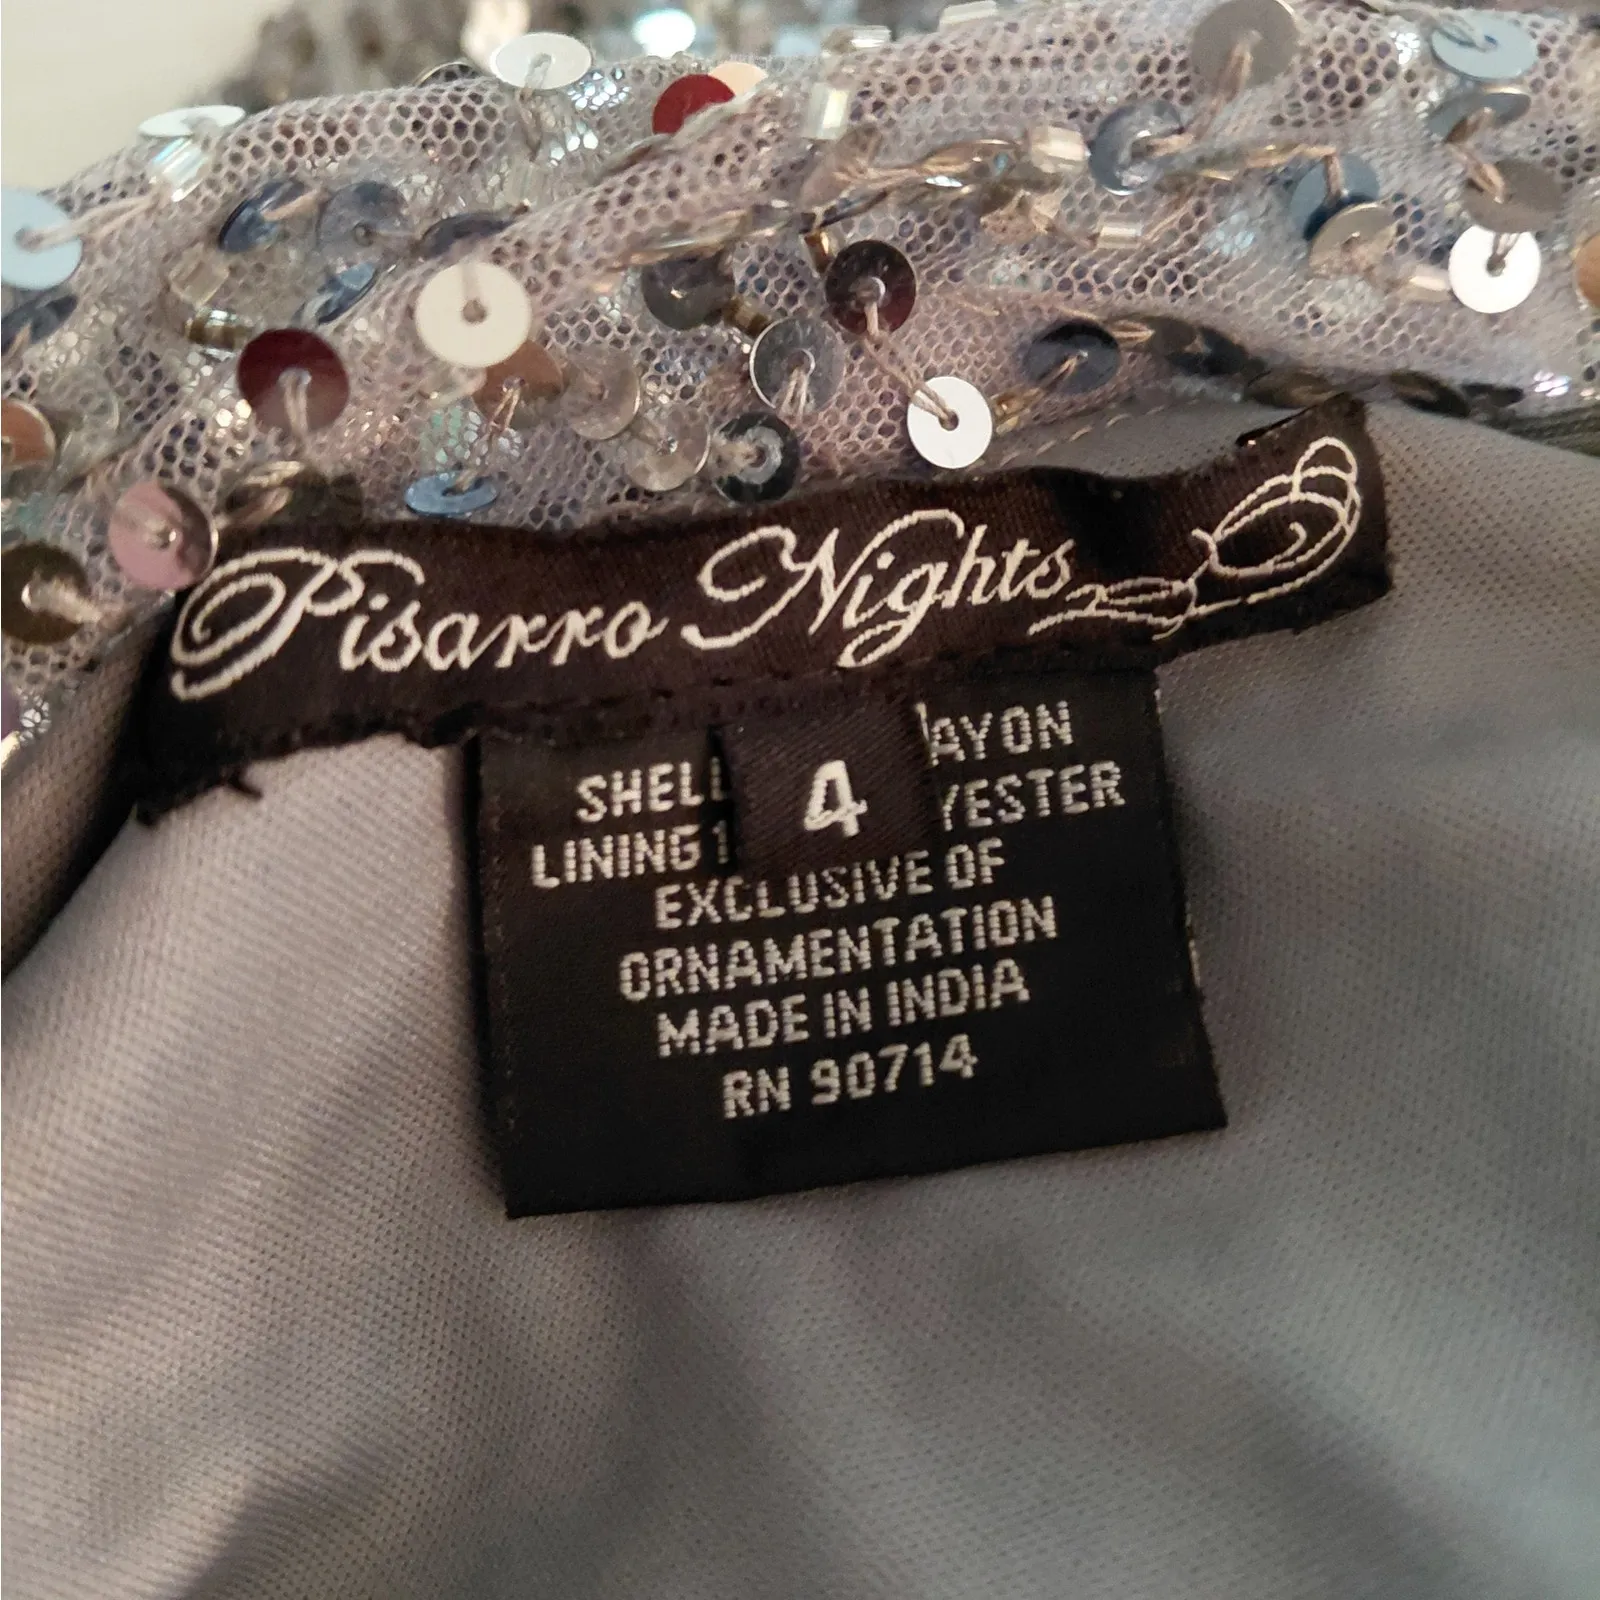 Pisarro Nights
4
SHELL AYON
LINING 1 YESTER
EXCLUSIVE OF
ORNAMENTATION
MADE IN INDIA
RN 90714